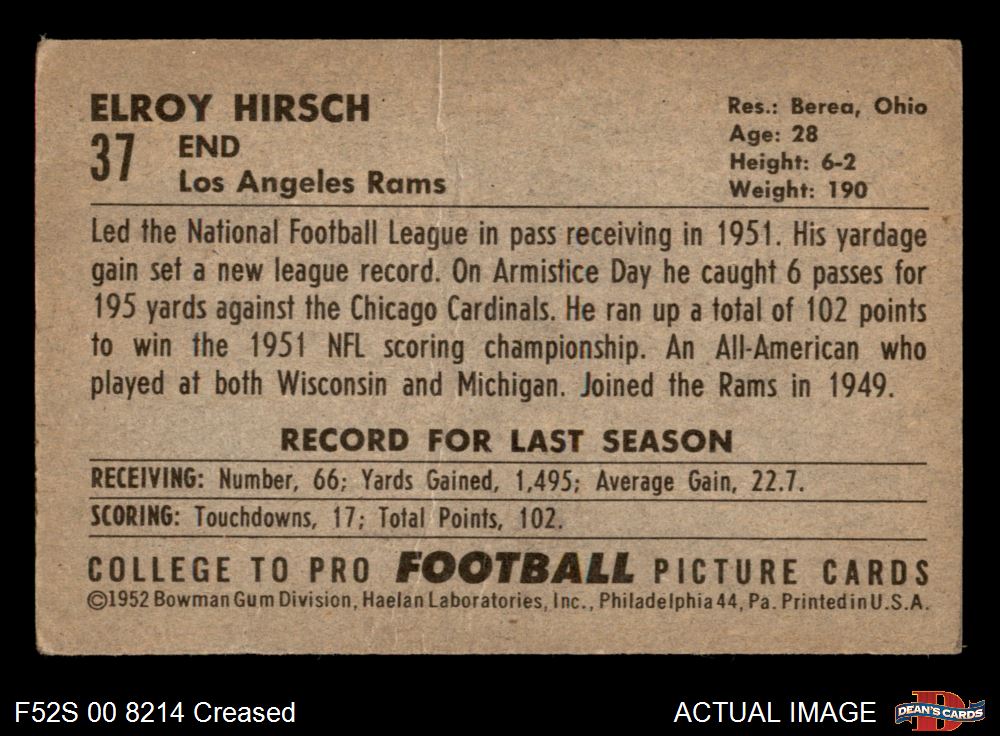 ELROY HIRSCH
37
END
Los Angeles Rams
Res.: Berea, Ohio
Age: 28
Height: 6-2
Weight: 190
Led the National Football League in pass receiving in 1951. His yardage
gain set a new league record. On Armistice Day he caught 6 passes for
195 yards against the Chicago Cardinals. He ran up a total of 102 points
to win the 1951 NFL scoring championship. An All-American who
played at both Wisconsin and Michigan. Joined the Rams in 1949.
RECORD FOR LAST SEASON
RECEIVING: Number, 66; Yards Gained, 1,495; Average Gain, 22.7.
SCORING: Touchdowns, 17; Total Points, 102.
COLLEGE TO PRO FOOTBALL PICTURE CARDS
©1952 Bowman Gum Division, Haelan Laboratories, Inc., Philadelphia 44, Pa. Printed in U.S.A.
F52S 00 8214 Creased
ACTUAL IMAGE
D
DEAN'S CARDS